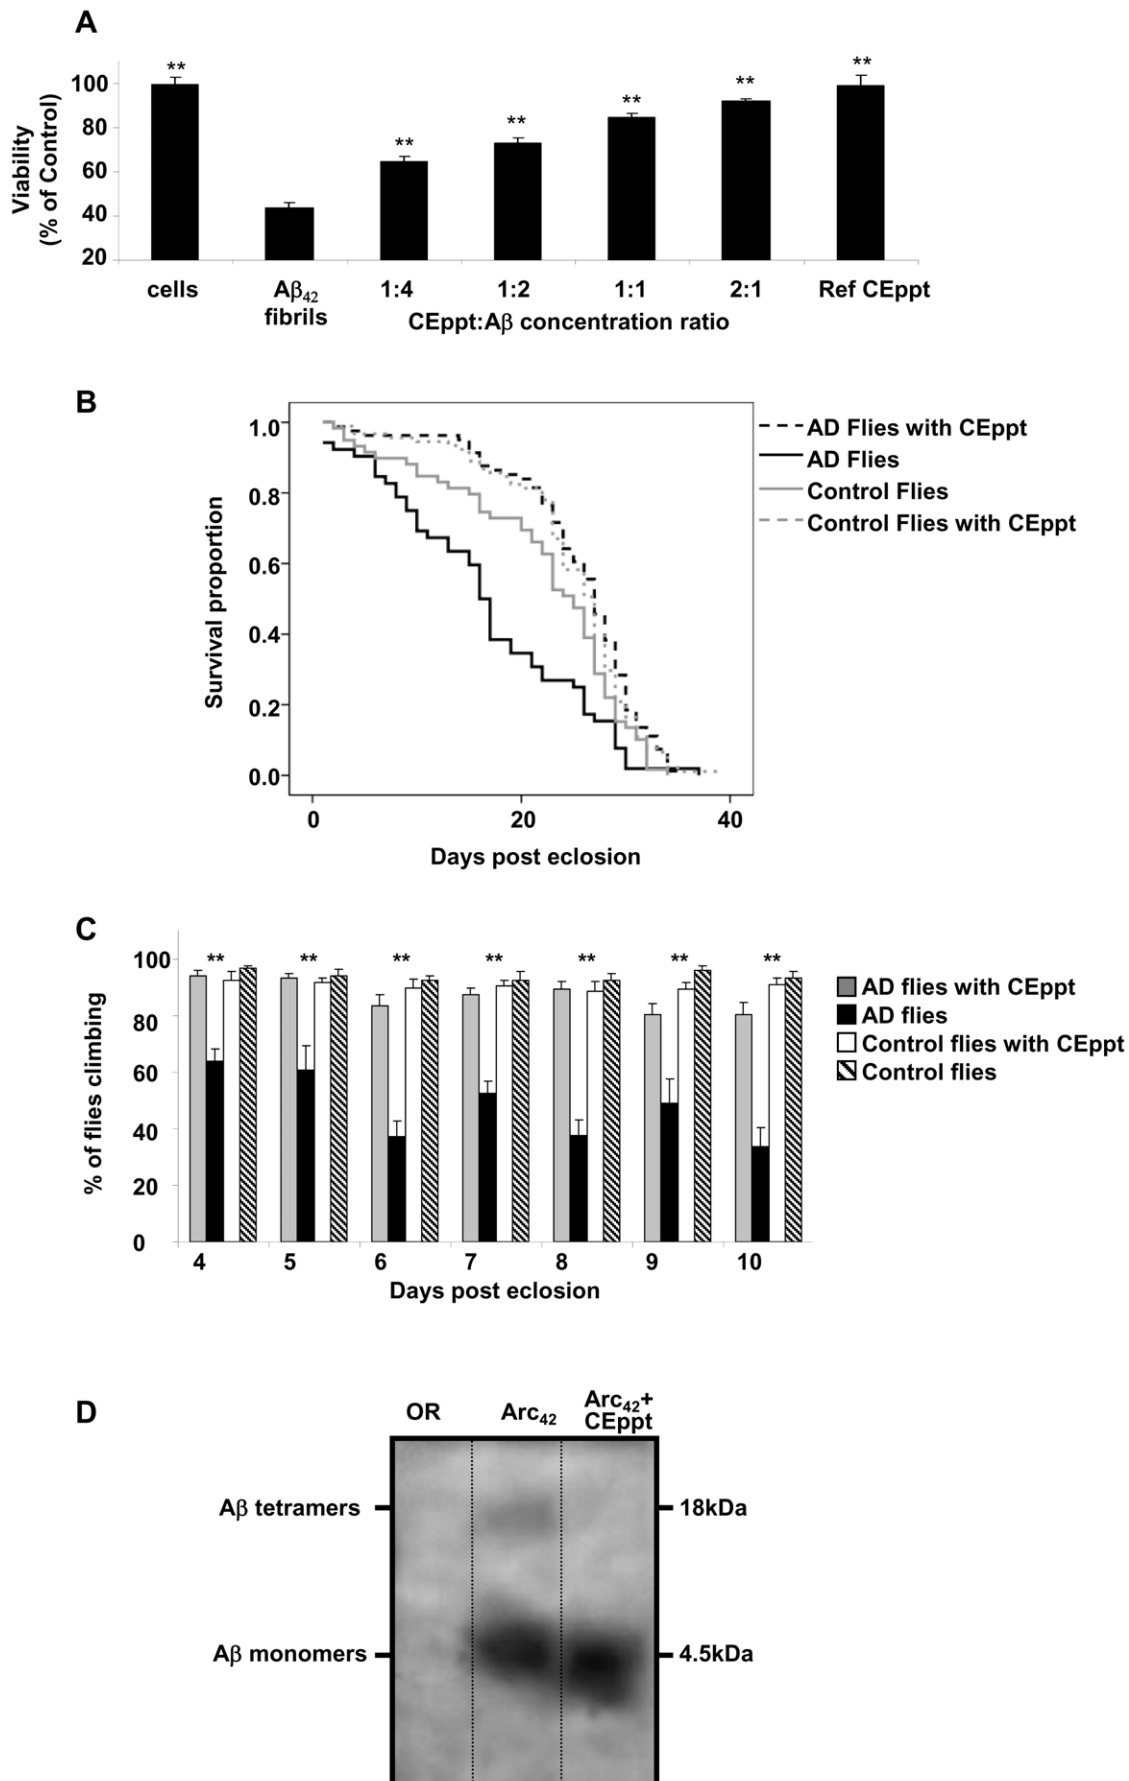 A
Viability
(% of Control)
100
80
60
40
20
** ** ** ** ** **
cells Aβ42 fibrils 1:4 1:2 1:1 2:1 Ref CEppt
CEppt:Aβ concentration ratio
B
Survival proportion
1.0
0.8
0.6
0.4
0.2
0.0
0 20 40
Days post eclosion
AD Flies with CEppt
AD Flies
Control Flies
Control Flies with CEppt
C
% of flies climbing
100
80
60
40
20
0
** ** ** ** ** ** **
4 5 6 7 8 9 10
Days post eclosion
AD flies with CEppt
AD flies
Control flies with CEppt
Control flies
D
OR Arc42 Arc42+ CEppt
Aβ tetramers 18kDa
Aβ monomers 4.5kDa